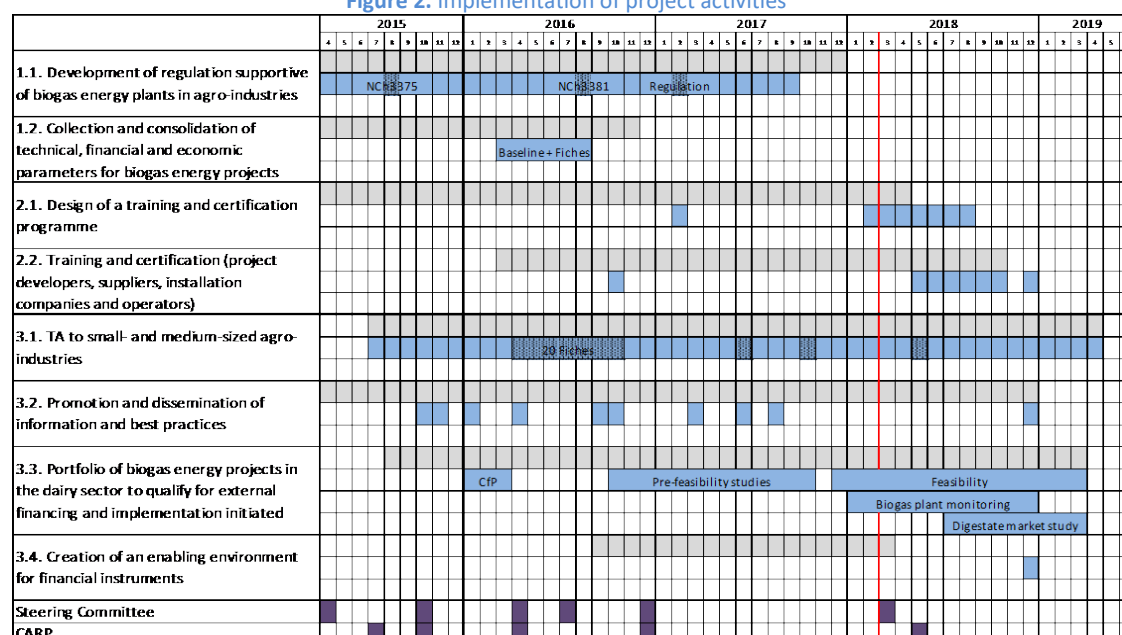 Figure 2. Implementation of project activities
2015 2016 2017 2018 2019
4 5 6 7 8 9 10 11 12 1 2 3 4 5 6 7 8 9 10 11 12 1 2 3 4 5 6 7 8 9 10 11 12 1 2 3 4 5 6 7 8 9 10 11 12 1 2 3 4 5
1.1. Development of regulation supportive
of biogas energy plants in agro-industries
NCh3375 NCh3381 Regulation
1.2. Collection and consolidation of
technical, financial and economic
parameters for biogas energy projects
Baseline + Fiches
2.1. Design of a training and certification
programme
2.2. Training and certification (project
developers, suppliers, installation
companies and operators)
3.1. TA to small- and medium-sized agro-
industries
20 Fiches
3.2. Promotion and dissemination of
information and best practices
3.3. Portfolio of biogas energy projects in
the dairy sector to qualify for external
financing and implementation initiated
CfP Pre-feasibility studies Feasibility
Biogas plant monitoring
Digestate market study
3.4. Creation of an enabling environment
for financial instruments
Steering Committee
CARP